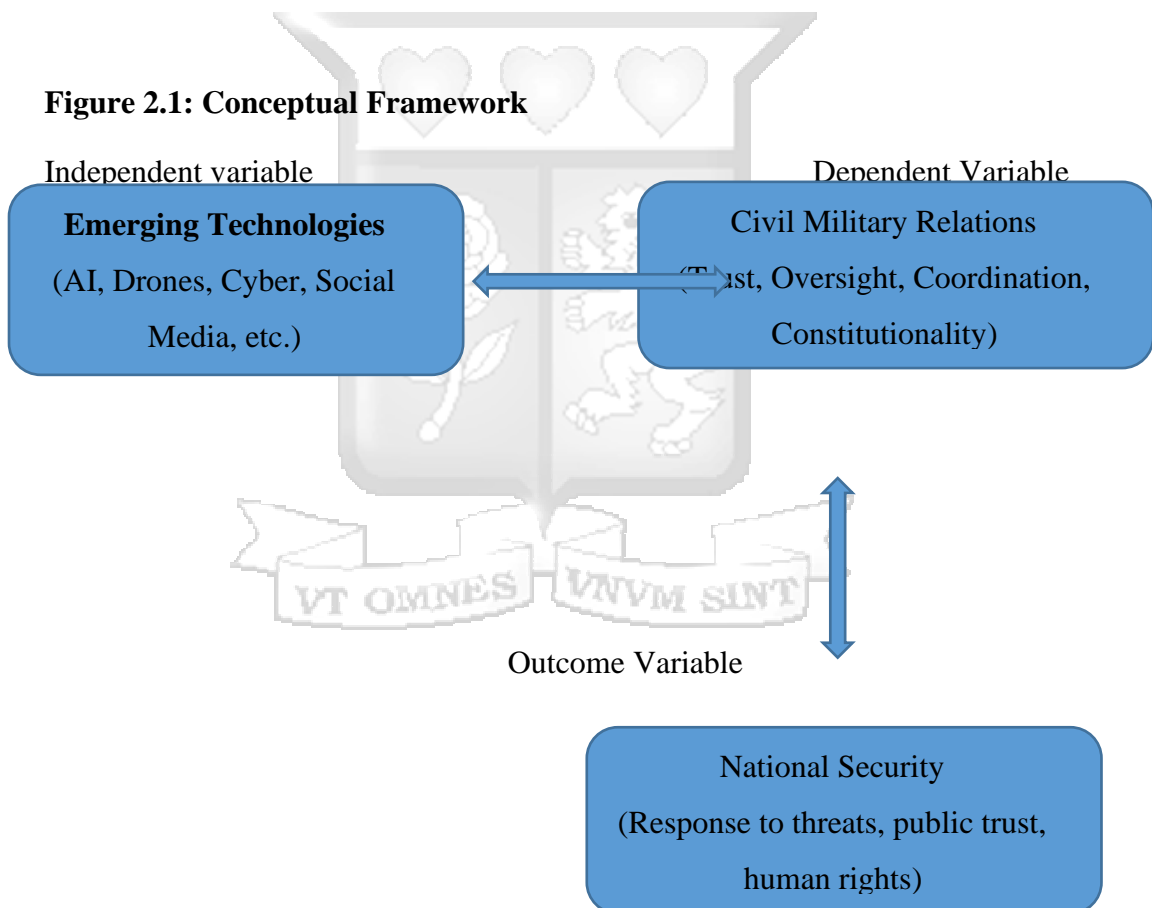 Figure 2.1: Conceptual Framework
Independent variable
Dependent Variable
Emerging Technologies
(AI, Drones, Cyber, Social
Media, etc.)
Civil Military Relations
(Trust, Oversight, Coordination,
Constitutionality)
VT OMNES VNVM SINT
Outcome Variable
National Security
(Response to threats, public trust,
human rights)